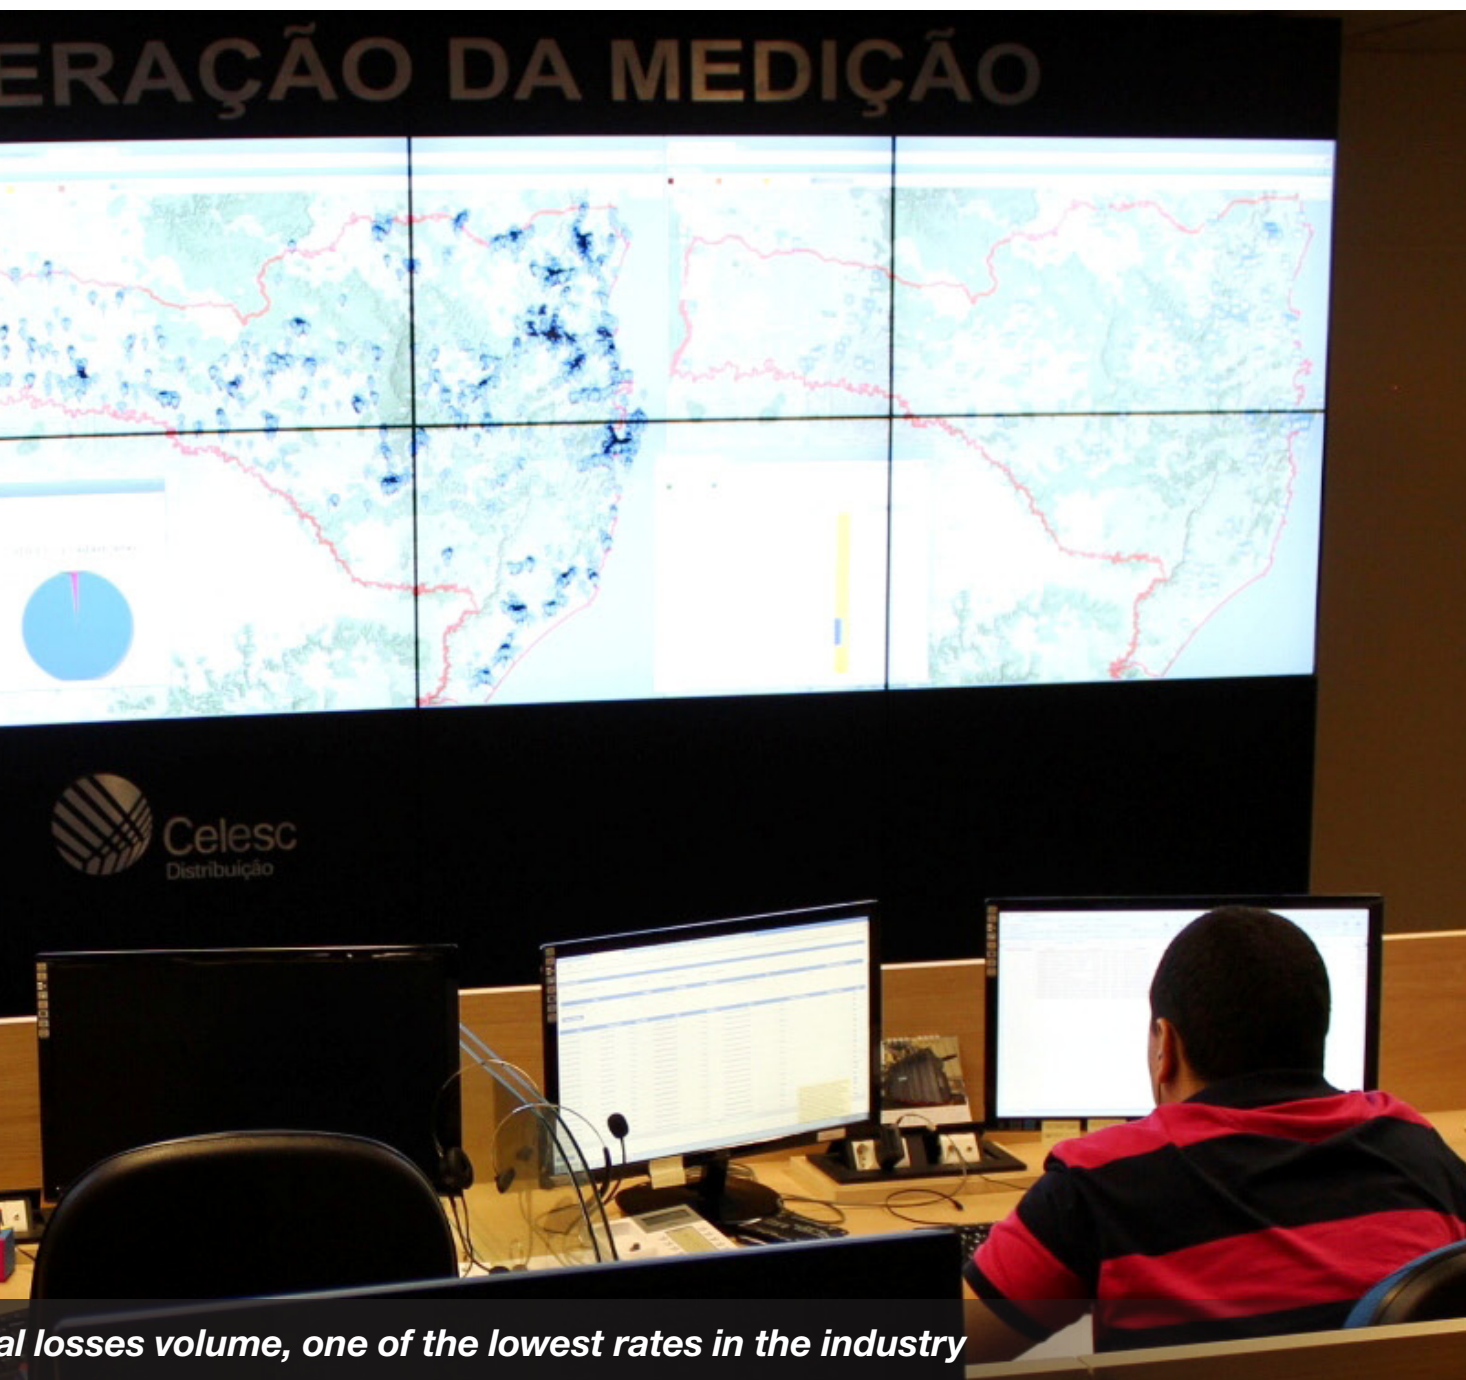 ERAÇÃO DA MEDIÇÃO
Celesc
Distribuição
al losses volume, one of the lowest rates in the industry